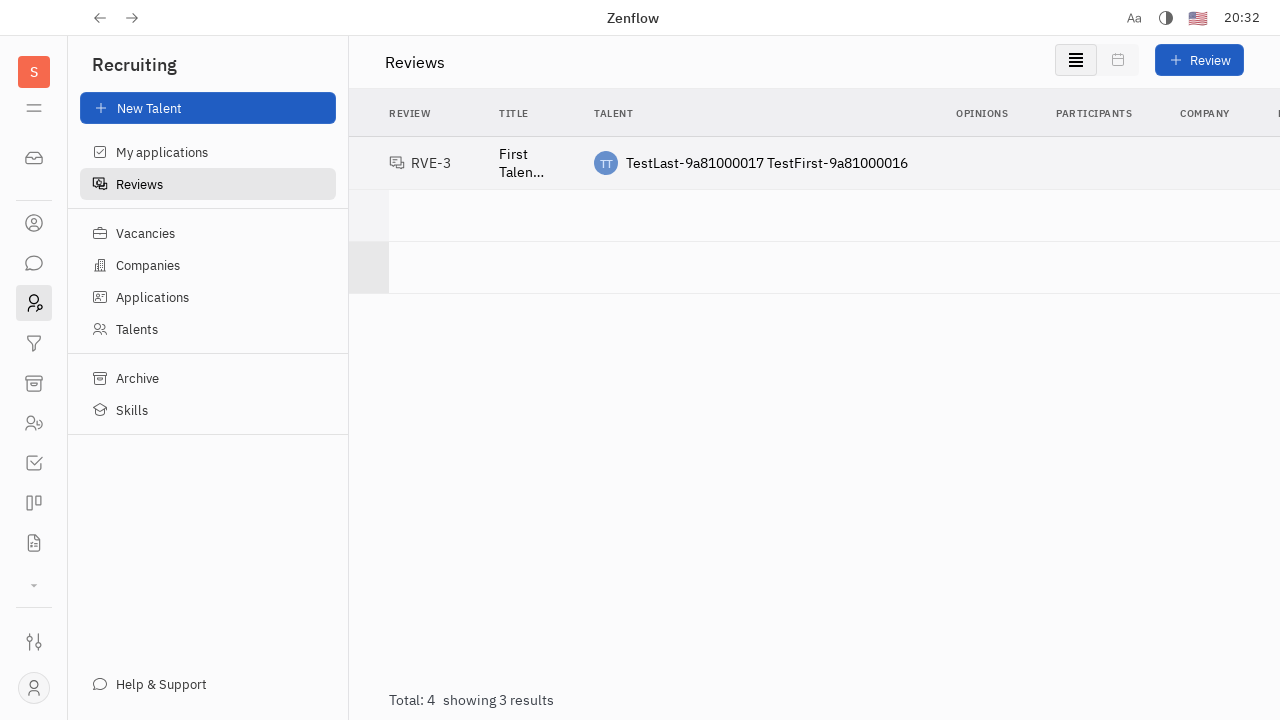 Zenflow
Aa
20:32
S
Recruiting
New Talent
My applications
Reviews
Vacancies
Companies
Applications
Talents
Archive
Skills
Help & Support
Reviews
Review
REVIEW TITLE TALENT OPINIONS PARTICIPANTS COMPANY
RVE-3
First
Talen...
TT
TestLast-9a81000017 TestFirst-9a81000016
Total: 4 showing 3 results